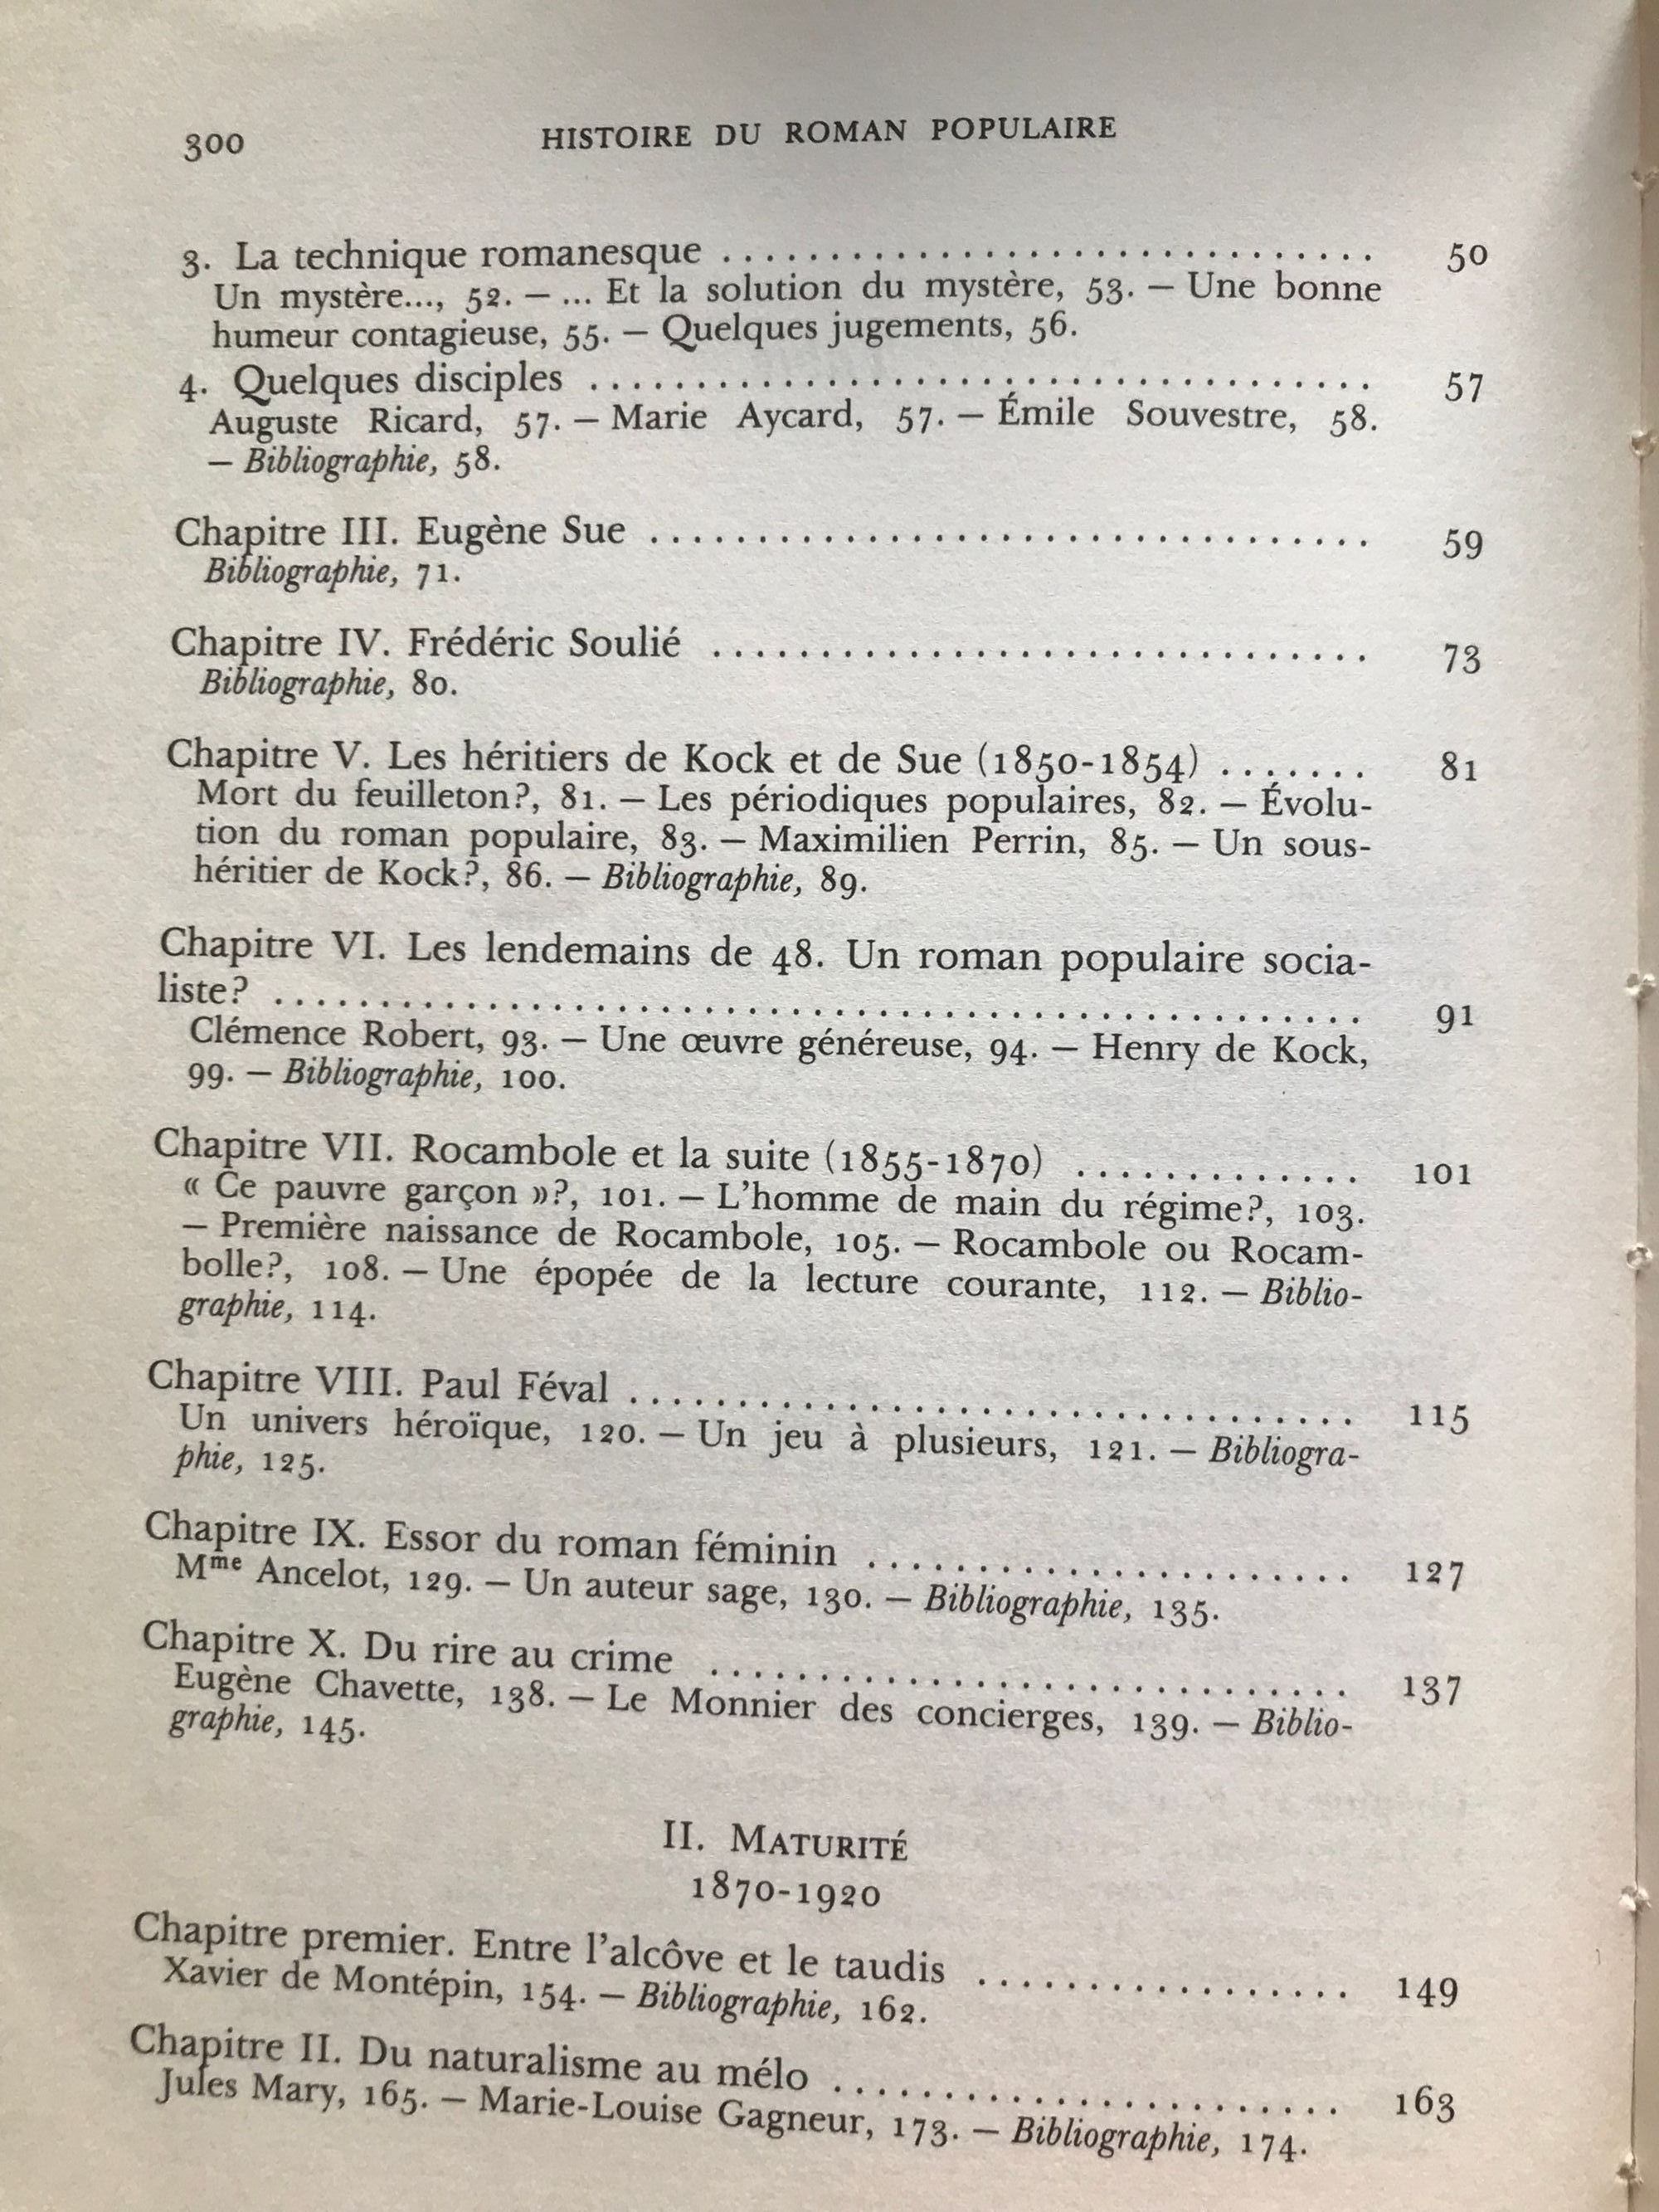 300 HISTOIRE DU ROMAN POPULAIRE
3. La technique romanesque .............................. 50
Un mystère..., 52. — ... Et la solution du mystère, 53. — Une bonne
humeur contagieuse, 55. — Quelques jugements, 56.
4. Quelques disciples .................................... 57
Auguste Ricard, 57. — Marie Aycard, 57. — Émile Souvestre, 58.
— Bibliographie, 58.
Chapitre III. Eugène Sue .................................. 59
Bibliographie, 71.
Chapitre IV. Frédéric Soulié .............................. 73
Bibliographie, 80.
Chapitre V. Les héritiers de Kock et de Sue (1850-1854) ....... 81
Mort du feuilleton?, 81. — Les périodiques populaires, 82. — Évolu-
tion du roman populaire, 83. — Maximilien Perrin, 85. — Un sous-
héritier de Kock?, 86. — Bibliographie, 89.
Chapitre VI. Les lendemains de 48. Un roman populaire socia-
liste? ................................................... 91
Clémence Robert, 93. — Une œuvre généreuse, 94. — Henry de Kock,
99. — Bibliographie, 100.
Chapitre VII. Rocambole et la suite (1855-1870) ............. 101
« Ce pauvre garçon »?, 101. — L'homme de main du régime?, 103.
— Première naissance de Rocambole, 105. — Rocambole ou Rocam-
bolle?, 108. — Une épopée de la lecture courante, 112. — Biblio-
graphie, 114.
Chapitre VIII. Paul Féval .................................. 115
Un univers héroïque, 120. — Un jeu à plusieurs, 121. — Bibliogra-
phie, 125.
Chapitre IX. Essor du roman féminin ....................... 127
Mme Ancelot, 129. — Un auteur sage, 130. — Bibliographie, 135.
Chapitre X. Du rire au crime .............................. 137
Eugène Chavette, 138. — Le Monnier des concierges, 139. — Biblio-
graphie, 145.
II. MATURITÉ
1870-1920
Chapitre premier. Entre l'alcôve et le taudis ................. 149
Xavier de Montépin, 154. — Bibliographie, 162.
Chapitre II. Du naturalisme au mélo ........................ 163
Jules Mary, 165. — Marie-Louise Gagneur, 173. — Bibliographie, 174.